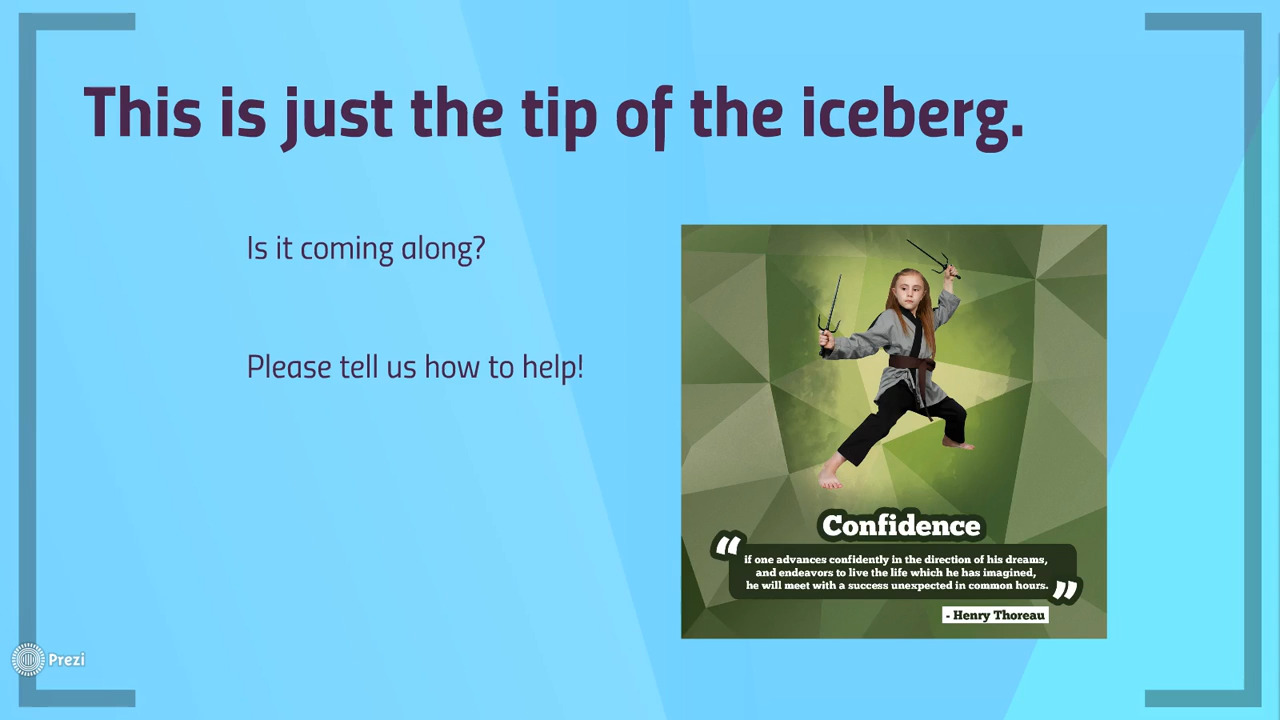 This is just the tip of the iceberg.
Is it coming along?
Please tell us how to help!
Confidence
“ if one advances confidently in the direction of his dreams,
and endeavors to live the life which he has imagined,
he will meet with a success unexpected in common hours. ”
- Henry Thoreau
Prezi